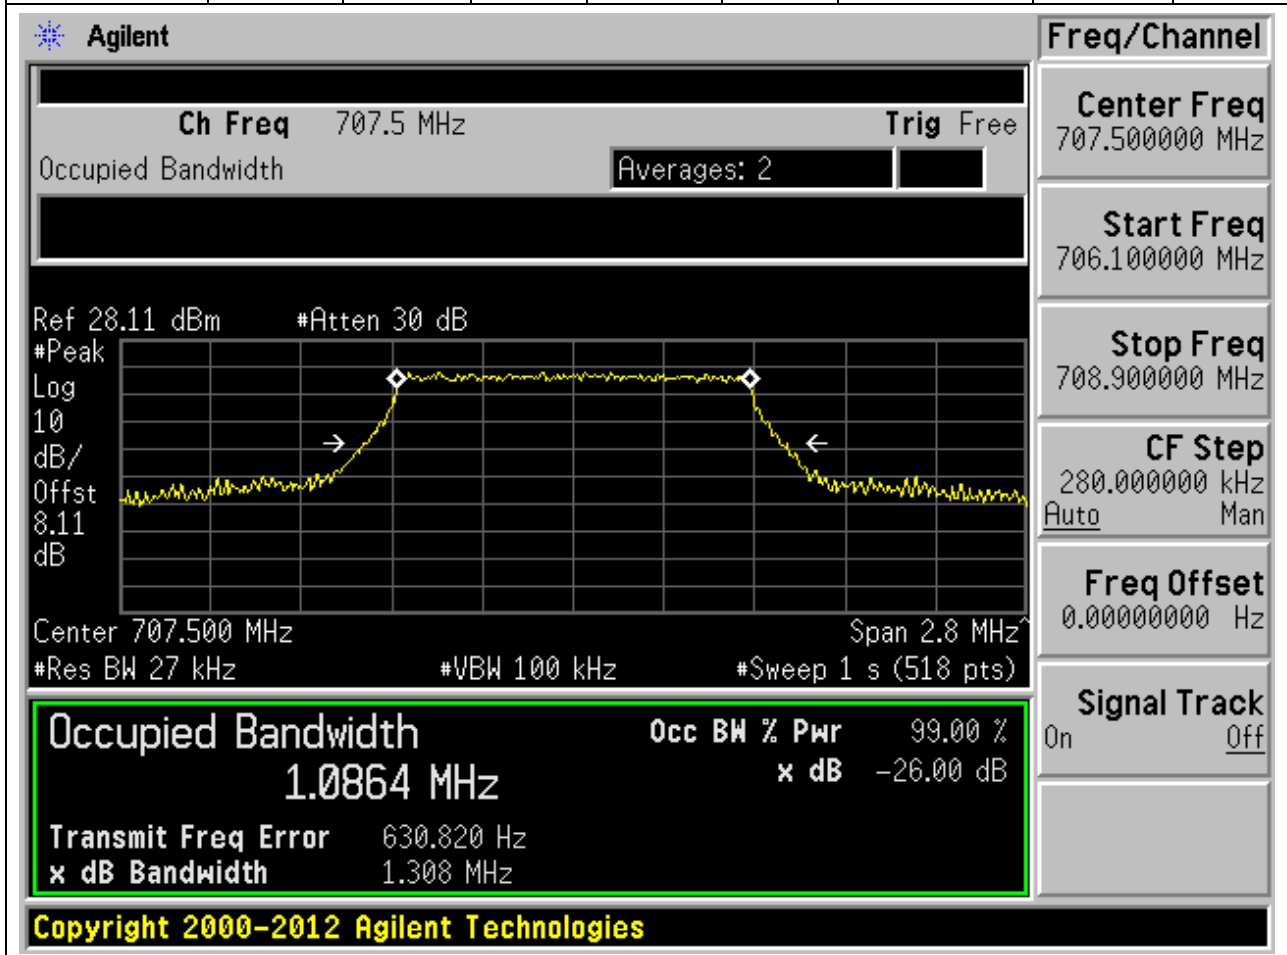 Agilent
Freq/Channel
Ch Freq 707.5 MHz Trig Free
Occupied Bandwidth Averages: 2
Center Freq
707.500000 MHz
Start Freq
706.100000 MHz
Stop Freq
708.900000 MHz
CF Step
280.000000 kHz
Auto Man
Freq Offset
0.00000000 Hz
Signal Track
On Off
Ref 28.11 dBm #Atten 30 dB
#Peak
Log
10
dB/
Offst
8.11
dB
Center 707.500 MHz Span 2.8 MHz^
#Res BW 27 kHz #VBW 100 kHz #Sweep 1 s (518 pts)
Occupied Bandwidth Occ BW % Pwr 99.00 %
1.0864 MHz x dB -26.00 dB
Transmit Freq Error 630.820 Hz
x dB Bandwidth 1.308 MHz
Copyright 2000-2012 Agilent Technologies